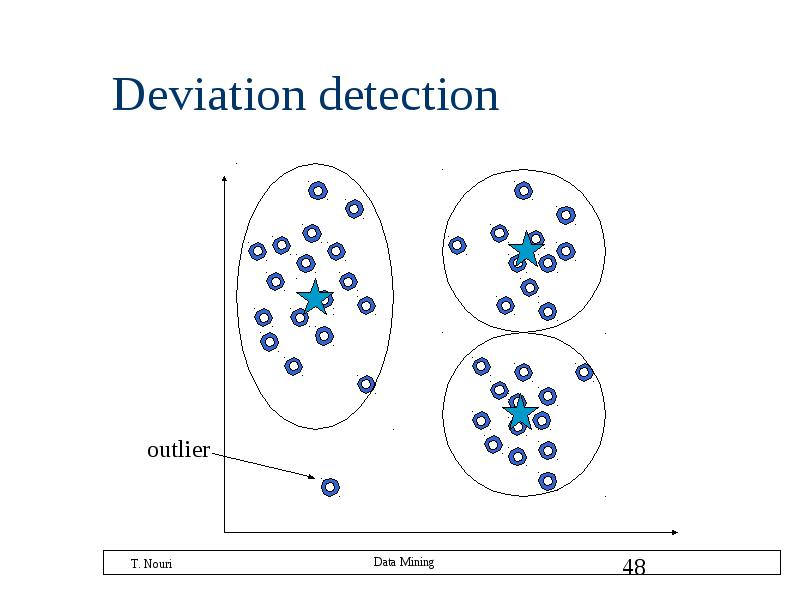 Deviation detection
outlier
T. Nouri
Data Mining
48